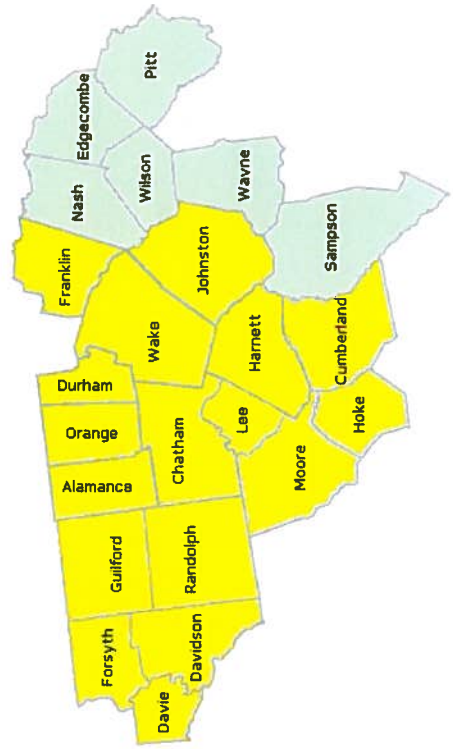 Pitt
Edgecombe
Nash
Wilson
Wayne
Sampson
Franklin
Johnston
Wake
Harnett
Cumberland
Durham
Orange
Alamance
Chatham
Lee
Hoke
Moore
Guilford
Randolph
Forsyth
Davidson
Davie